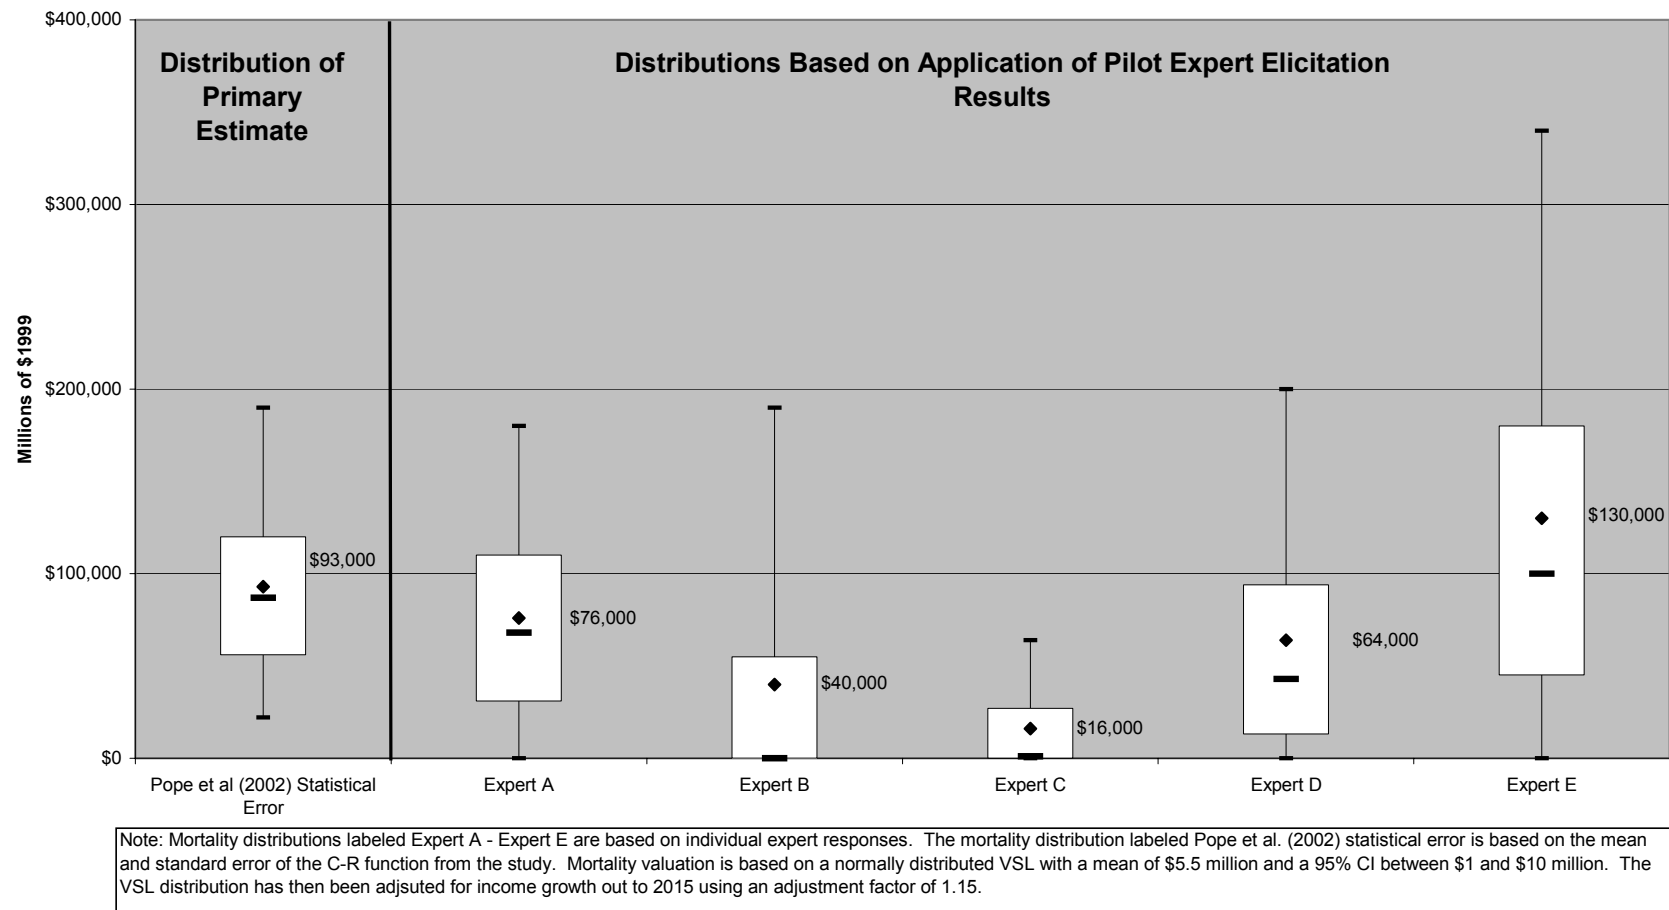 $400,000
Distribution of
Primary
Estimate
Distributions Based on Application of Pilot Expert Elicitation
Results
$300,000
$200,000
$100,000
$0
Millions of $1999
$93,000
$76,000
$40,000
$16,000
$64,000
$130,000
Pope et al (2002) Statistical
Error
Expert A
Expert B
Expert C
Expert D
Expert E
Note: Mortality distributions labeled Expert A - Expert E are based on individual expert responses.  The mortality distribution labeled Pope et al. (2002) statistical error is based on the mean
and standard error of the C-R function from the study.  Mortality valuation is based on a normally distributed VSL with a mean of $5.5 million and a 95% CI between $1 and $10 million.  The
VSL distribution has then been adjsuted for income growth out to 2015 using an adjustment factor of 1.15.